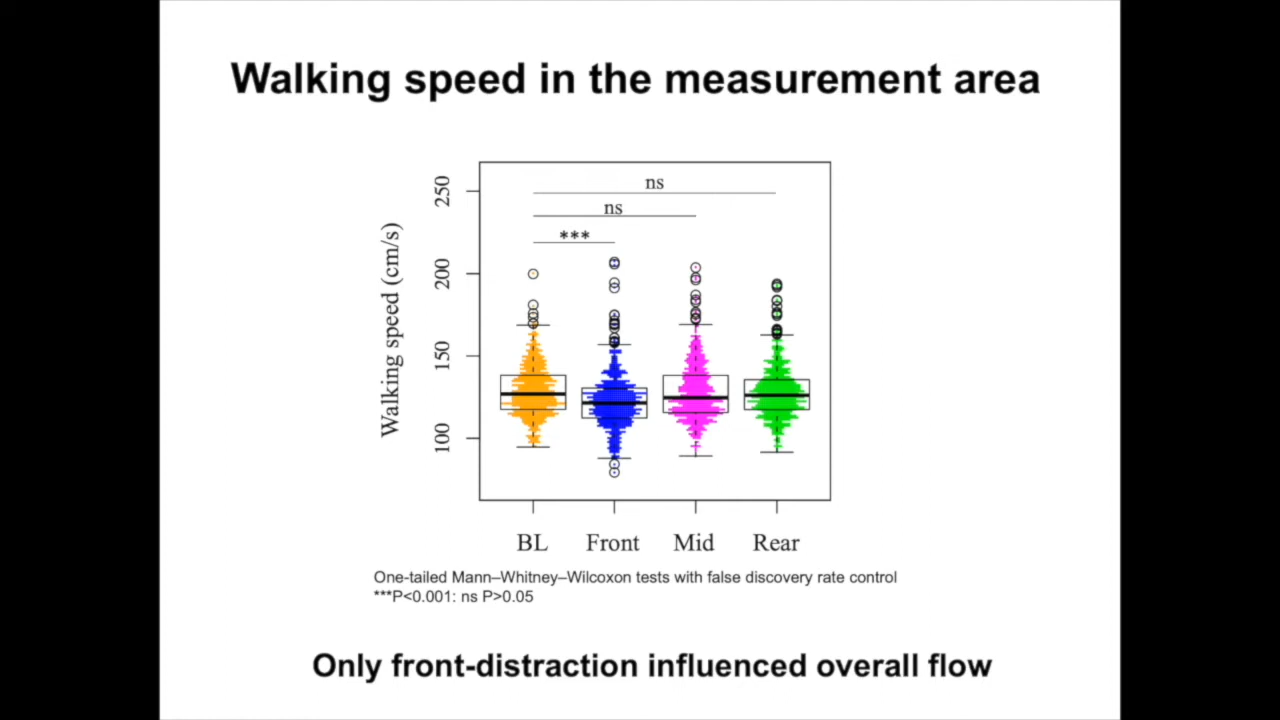 Walking speed in the measurement area
250
200
150
100
Walking speed (cm/s)
ns
ns
***
BL Front Mid Rear
One-tailed Mann–Whitney–Wilcoxon tests with false discovery rate control
***P<0.001: ns P>0.05
Only front-distraction influenced overall flow